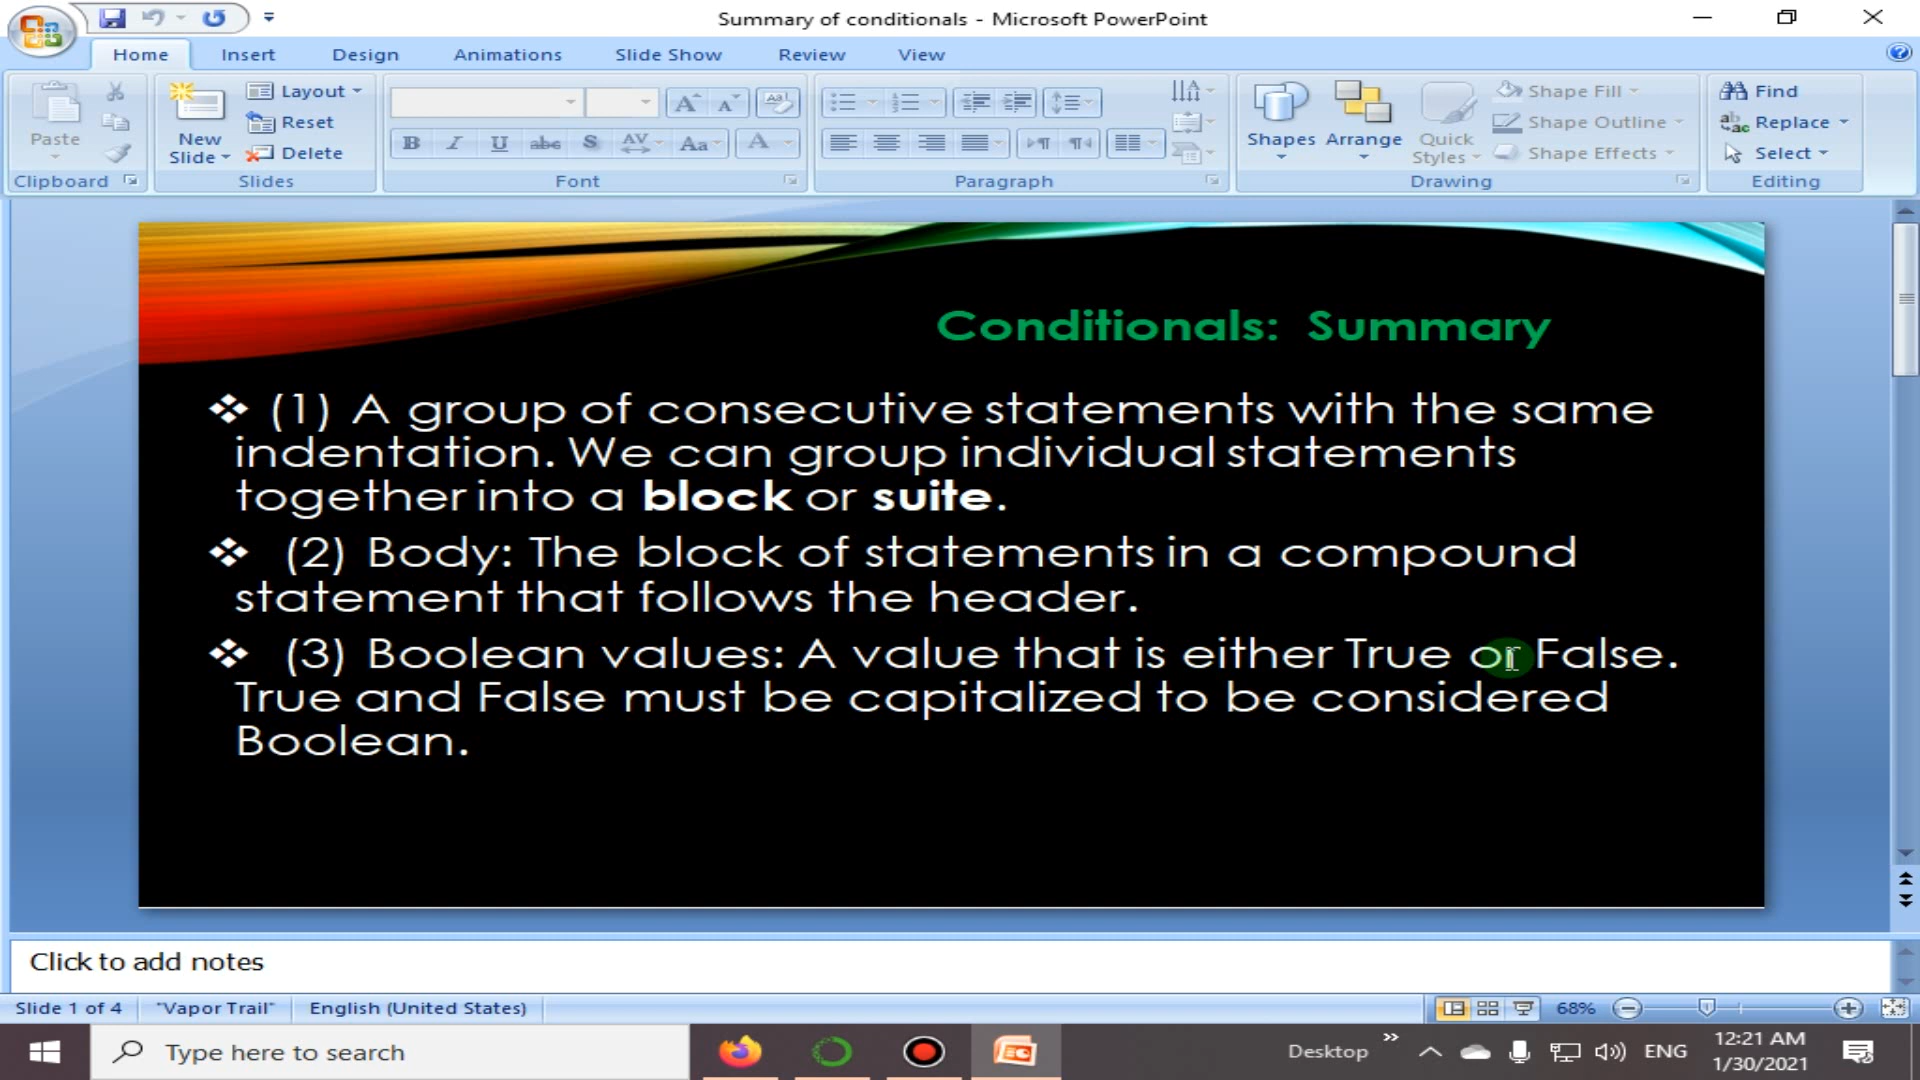 Summary of conditionals - Microsoft PowerPoint
Home Insert Design Animations Slide Show Review View
Paste
Clipboard
New Slide
Layout
Reset
Delete
Slides
B I U abc S AV Aa A
Font
Paragraph
Shapes Arrange Quick Styles
Shape Fill
Shape Outline
Shape Effects
Drawing
Find
Replace
Select
Editing
Conditionals: Summary
❖ (1) A group of consecutive statements with the same
indentation. We can group individual statements
together into a block or suite.
❖ (2) Body: The block of statements in a compound
statement that follows the header.
❖ (3) Boolean values: A value that is either True or False.
True and False must be capitalized to be considered
Boolean.
Click to add notes
Slide 1 of 4 "Vapor Trail" English (United States) 68%
Type here to search
Desktop
ENG
12:21 AM
1/30/2021